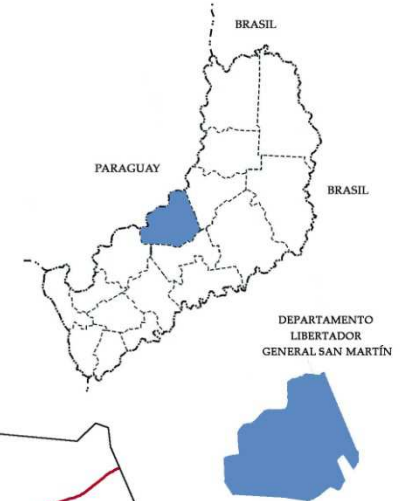 BRASIL
PARAGUAY
BRASIL
DEPARTAMENTO
LIBERTADOR
GENERAL SAN MARTÍN